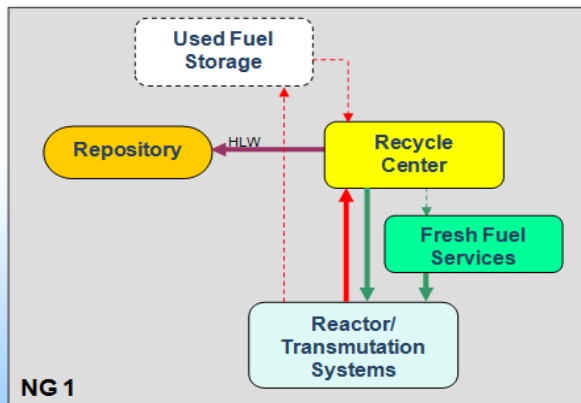 Used Fuel
Storage
HLW
Repository
Recycle
Center
Fresh Fuel
Services
Reactor/
Transmutation
Systems
NG 1